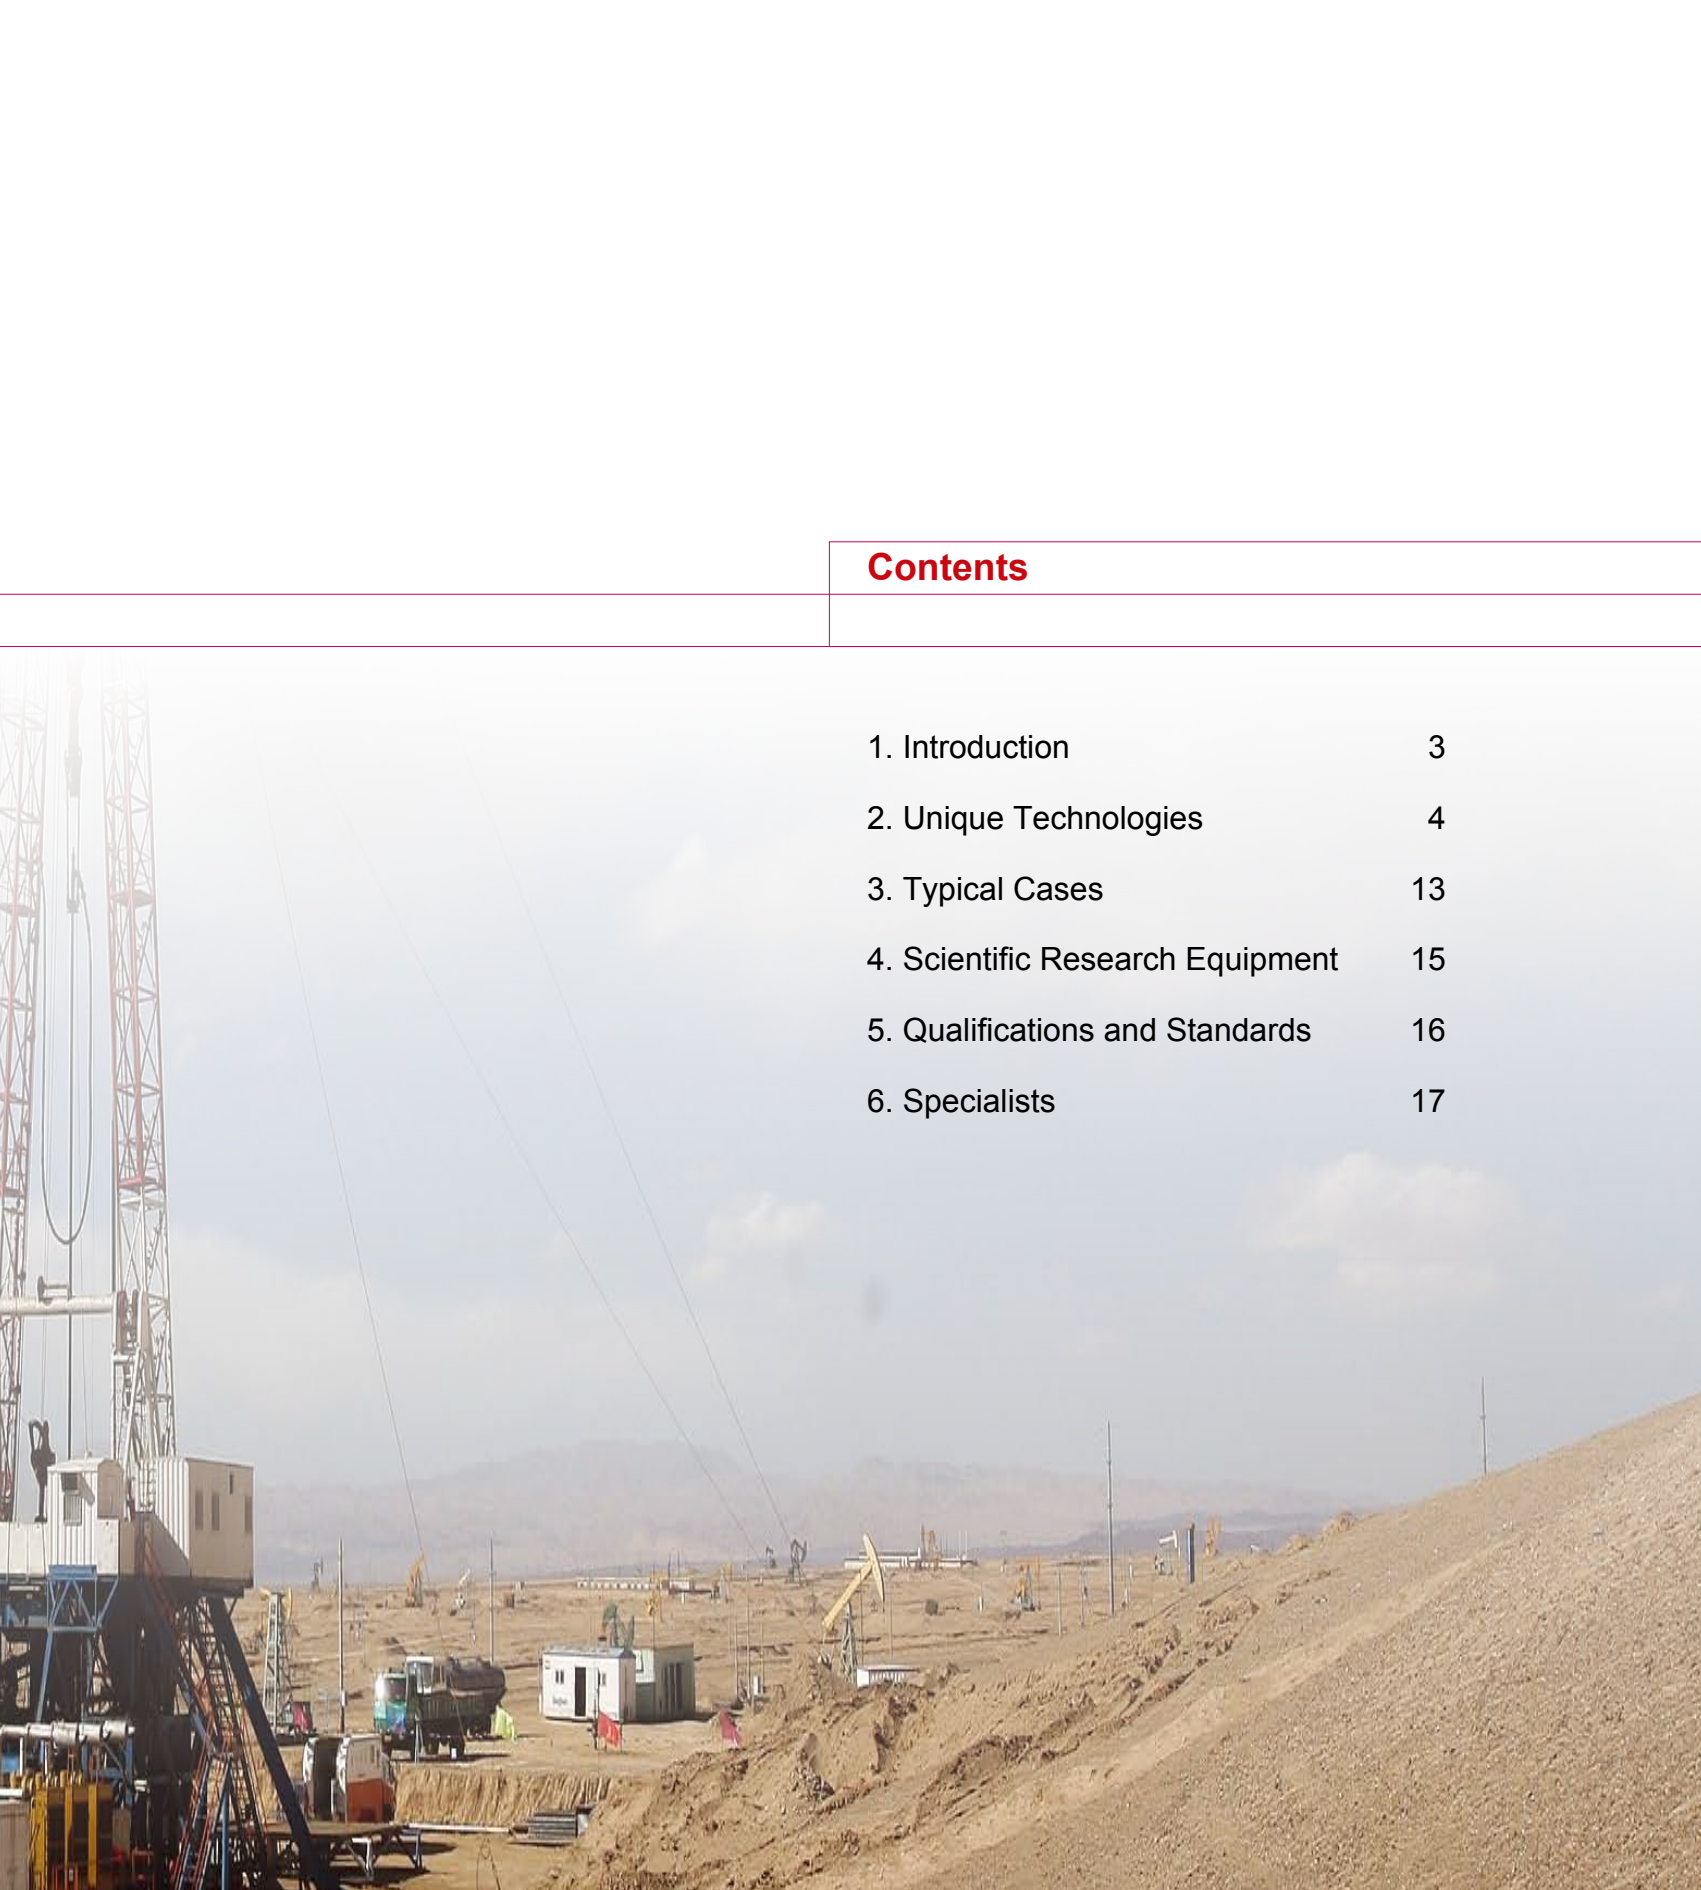 Contents
1. Introduction 3
2. Unique Technologies 4
3. Typical Cases 13
4. Scientific Research Equipment 15
5. Qualifications and Standards 16
6. Specialists 17